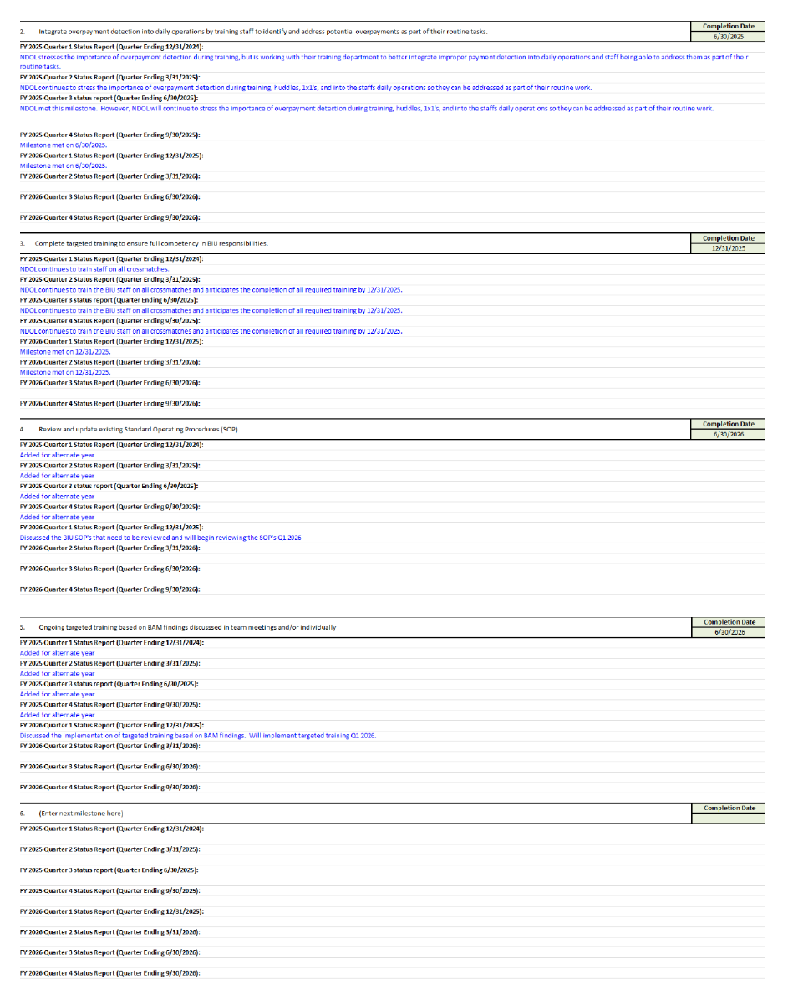 Completion Date
2. Integrate overpayment detection into daily operations by training staff to identify and address potential overpayments as part of their routine tasks.
6/30/2025
FY 2025 Quarter 1 Status Report (Quarter Ending 12/31/2024):
NDOL stresses the importance of overpayment detection during training, but is working with their training department to better integrate improper payment detection into daily operations and staff being able to address them as part of their
routine tasks.
FY 2025 Quarter 2 Status Report (Quarter Ending 3/31/2025):
NDOL continues to stress the importance of overpayment detection during training, huddles, 1x1's, and into the staffs daily operations so they can be addressed as part of their routine work.
FY 2025 Quarter 3 status report (Quarter Ending 6/30/2025):
NDOL met this milestone. However, NDOL will continue to stress the importance of overpayment detection during training, huddles, 1x1's, and into the staffs daily operations so they can be addressed as part of their routine work.
FY 2025 Quarter 4 Status Report (Quarter Ending 9/30/2025):
Milestone met on 6/30/2025.
FY 2026 Quarter 1 Status Report (Quarter Ending 12/31/2025):
Milestone met on 6/30/2025.
FY 2026 Quarter 2 Status Report (Quarter Ending 3/31/2026):
FY 2026 Quarter 3 Status Report (Quarter Ending 6/30/2026):
FY 2026 Quarter 4 Status Report (Quarter Ending 9/30/2026):
Completion Date
3. Complete targeted training to ensure full competency in BIU responsibilities.
12/31/2025
FY 2025 Quarter 1 Status Report (Quarter Ending 12/31/2024):
NDOL continues to train staff on all crossmatches.
FY 2025 Quarter 2 Status Report (Quarter Ending 3/31/2025):
NDOL continues to train the BIU staff on all crossmatches and anticipates the completion of all required training by 12/31/2025.
FY 2025 Quarter 3 status report (Quarter Ending 6/30/2025):
NDOL continues to train the BIU staff on all crossmatches and anticipates the completion of all required training by 12/31/2025.
FY 2025 Quarter 4 Status Report (Quarter Ending 9/30/2025):
NDOL continues to train the BIU staff on all crossmatches and anticipates the completion of all required training by 12/31/2025.
FY 2026 Quarter 1 Status Report (Quarter Ending 12/31/2025):
Milestone met on 12/31/2025.
FY 2026 Quarter 2 Status Report (Quarter Ending 3/31/2026):
Milestone met on 12/31/2025.
FY 2026 Quarter 3 Status Report (Quarter Ending 6/30/2026):
FY 2026 Quarter 4 Status Report (Quarter Ending 9/30/2026):
Completion Date
4. Review and update existing Standard Operating Procedures (SOP)
6/30/2026
FY 2025 Quarter 1 Status Report (Quarter Ending 12/31/2024):
Added for alternate year
FY 2025 Quarter 2 Status Report (Quarter Ending 3/31/2025):
Added for alternate year
FY 2025 Quarter 3 status report (Quarter Ending 6/30/2025):
Added for alternate year
FY 2025 Quarter 4 Status Report (Quarter Ending 9/30/2025):
Added for alternate year
FY 2026 Quarter 1 Status Report (Quarter Ending 12/31/2025):
Discussed the BIU SOP's that need to be reviewed and will begin reviewing the SOP's Q1 2026.
FY 2026 Quarter 2 Status Report (Quarter Ending 3/31/2026):
FY 2026 Quarter 3 Status Report (Quarter Ending 6/30/2026):
FY 2026 Quarter 4 Status Report (Quarter Ending 9/30/2026):
Completion Date
5. Ongoing targeted training based on BAM findings discusssed in team meetings and/or individually
6/30/2026
FY 2025 Quarter 1 Status Report (Quarter Ending 12/31/2024):
Added for alternate year
FY 2025 Quarter 2 Status Report (Quarter Ending 3/31/2025):
Added for alternate year
FY 2025 Quarter 3 status report (Quarter Ending 6/30/2025):
Added for alternate year
FY 2025 Quarter 4 Status Report (Quarter Ending 9/30/2025):
Added for alternate year
FY 2026 Quarter 1 Status Report (Quarter Ending 12/31/2025):
Discussed the implementation of targeted training based on BAM findings. Will implement targeted training Q1 2026.
FY 2026 Quarter 2 Status Report (Quarter Ending 3/31/2026):
FY 2026 Quarter 3 Status Report (Quarter Ending 6/30/2026):
FY 2026 Quarter 4 Status Report (Quarter Ending 9/30/2026):
Completion Date
6. (Enter next milestone here)
FY 2025 Quarter 1 Status Report (Quarter Ending 12/31/2024):
FY 2025 Quarter 2 Status Report (Quarter Ending 3/31/2025):
FY 2025 Quarter 3 status report (Quarter Ending 6/30/2025):
FY 2025 Quarter 4 Status Report (Quarter Ending 9/30/2025):
FY 2026 Quarter 1 Status Report (Quarter Ending 12/31/2025):
FY 2026 Quarter 2 Status Report (Quarter Ending 3/31/2026):
FY 2026 Quarter 3 Status Report (Quarter Ending 6/30/2026):
FY 2026 Quarter 4 Status Report (Quarter Ending 9/30/2026):